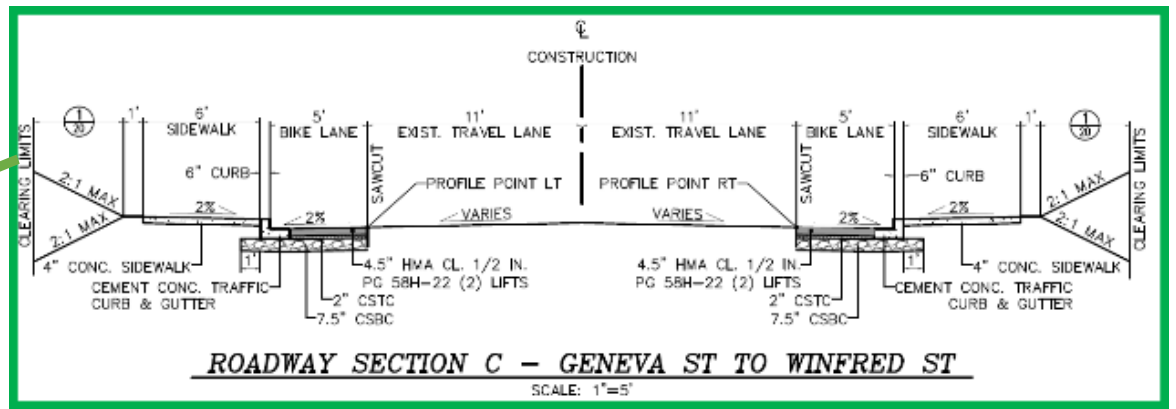 ℄
CONSTRUCTION
1
20
1'
6'
SIDEWALK
5'
BIKE LANE
11'
EXIST. TRAVEL LANE
11'
EXIST. TRAVEL LANE
5'
BIKE LANE
6'
SIDEWALK
1'
1
20
CLEARING LIMITS
6" CURB
SAWCUT
PROFILE POINT LT
PROFILE POINT RT
SAWCUT
6" CURB
CLEARING LIMITS
2:1 MAX
2:1 MAX
2%
2%
VARIES
VARIES
2%
2%
2:1 MAX
2:1 MAX
4" CONC. SIDEWALK
1'
CEMENT CONC. TRAFFIC
CURB & GUTTER
4.5" HMA CL. 1/2 IN.
PG 58H-22 (2) LIFTS
2" CSTC
7.5" CSBC
4.5" HMA CL. 1/2 IN.
PG 58H-22 (2) LIFTS
2" CSTC
7.5" CSBC
1'
4" CONC. SIDEWALK
CEMENT CONC. TRAFFIC
CURB & GUTTER
ROADWAY SECTION C - GENEVA ST TO WINFRED ST
SCALE: 1"=5'